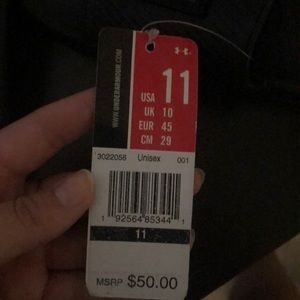 WWW.UNDERARMOUR.COM
USA 11
UK 10
EUR 45
CM 29
3022058 Unisex 001
1 92564 85344 1
11
MSRP $50.00